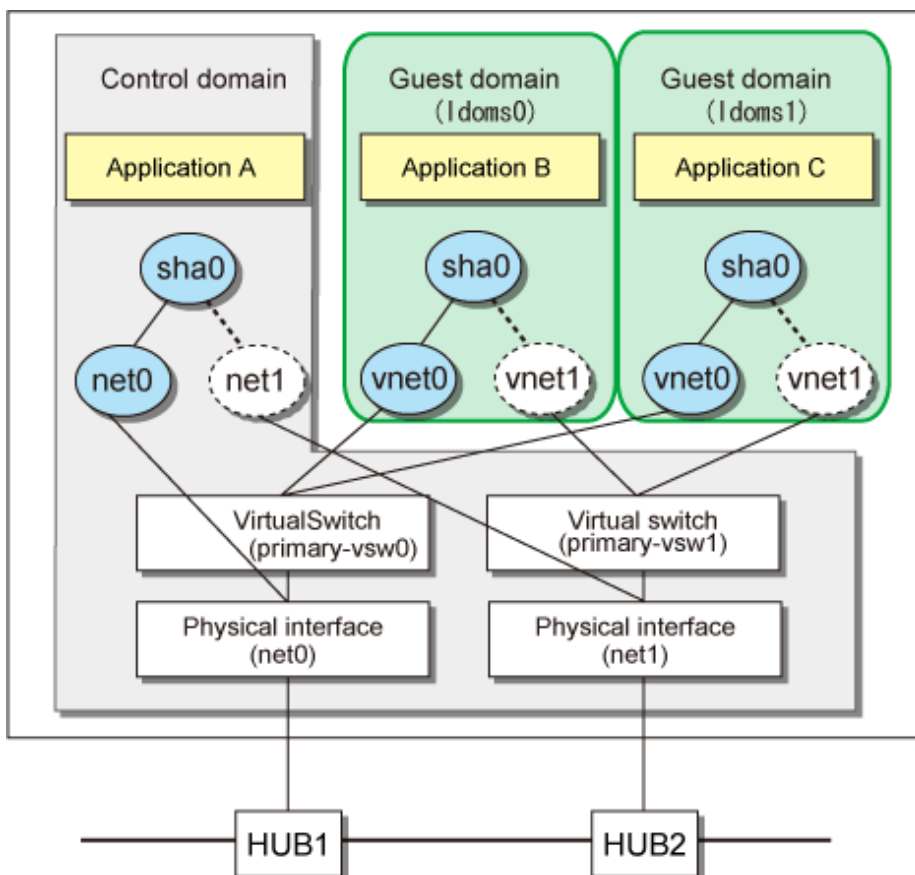 Control domain
Guest domain
(ldoms0)
Guest domain
(ldoms1)
Application A
Application B
Application C
sha0
sha0
sha0
net0
net1
vnet0
vnet1
vnet0
vnet1
VirtualSwitch
(primary-vsw0)
Virtual switch
(primary-vsw1)
Physical interface
(net0)
Physical interface
(net1)
HUB1
HUB2